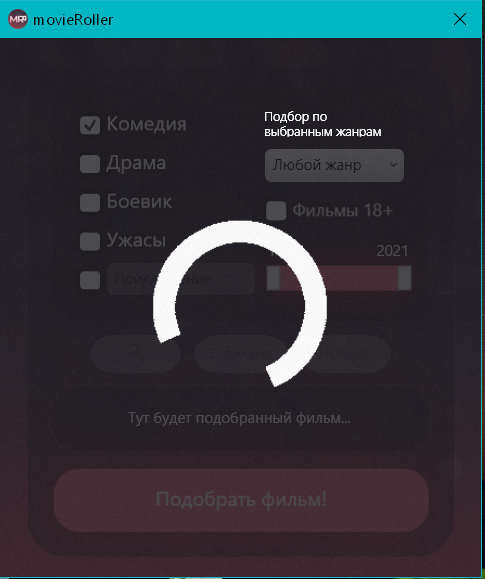 MR
movieRoller
Комедия
Подбор по
выбранным жанрам
Драма
Любой жанр
Боевик
Фильмы 18+
Ужасы
2021
Тут будет подобранный фильм...
Подобрать фильм!